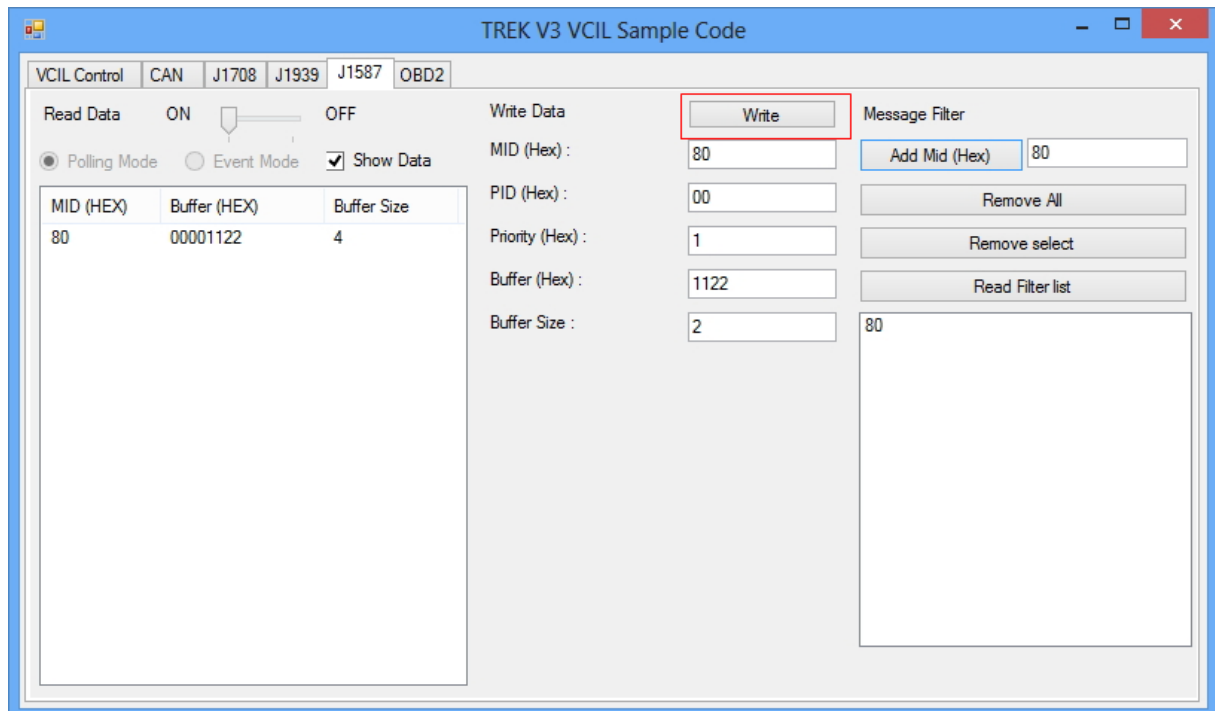 TREK V3 VCIL Sample Code
VCIL Control CAN J1708 J1939 J1587 OBD2
Read Data ON OFF
Polling Mode Event Mode Show Data
MID (HEX) Buffer (HEX) Buffer Size
80 00001122 4
Write Data Write
MID (Hex) : 80
PID (Hex) : 00
Priority (Hex) : 1
Buffer (Hex) : 1122
Buffer Size : 2
Message Filter
Add Mid (Hex) 80
Remove All
Remove select
Read Filter list
80